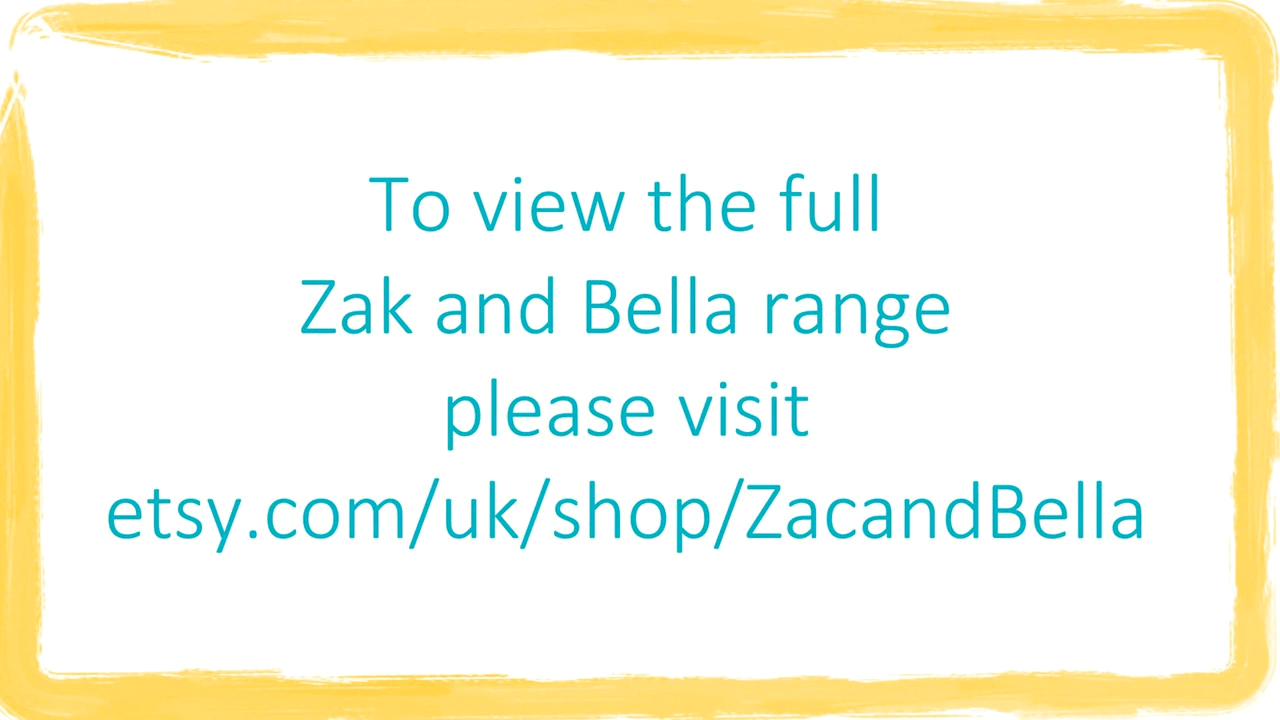 To view the full
Zak and Bella range
please visit
etsy.com/uk/shop/ZacandBella